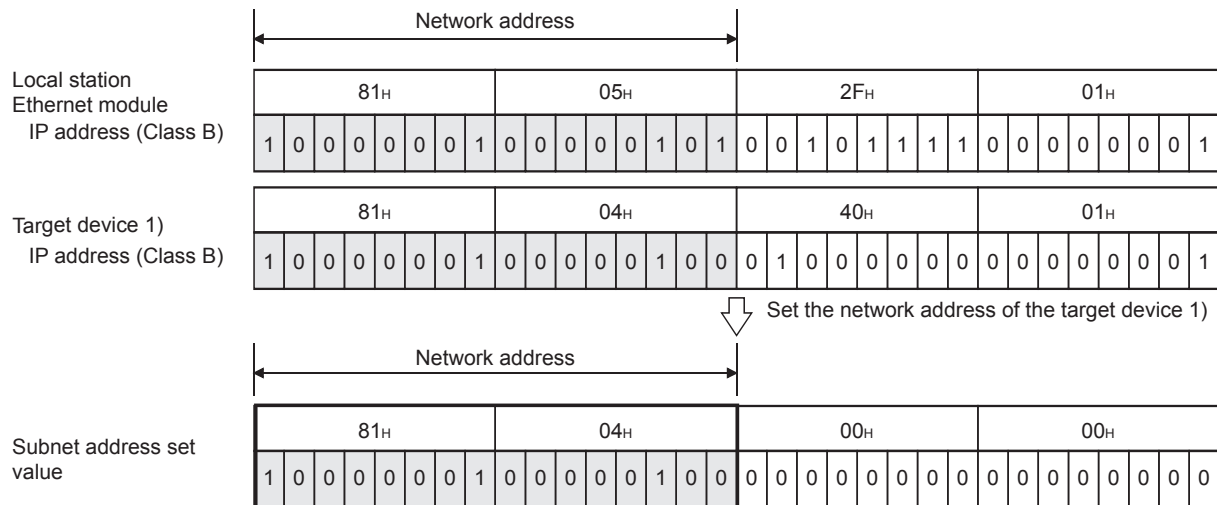 Network address
Local station
Ethernet module
IP address (Class B)
81H 05H 2FH 01H
1 0 0 0 0 0 0 1 0 0 0 0 0 1 0 1 0 0 1 0 1 1 1 1 0 0 0 0 0 0 0 1
Target device 1)
IP address (Class B)
81H 04H 40H 01H
1 0 0 0 0 0 0 1 0 0 0 0 0 1 0 0 0 1 0 0 0 0 0 0 0 0 0 0 0 0 0 1
Set the network address of the target device 1)
Network address
Subnet address set
value
81H 04H 00H 00H
1 0 0 0 0 0 0 1 0 0 0 0 0 1 0 0 0 0 0 0 0 0 0 0 0 0 0 0 0 0 0 0